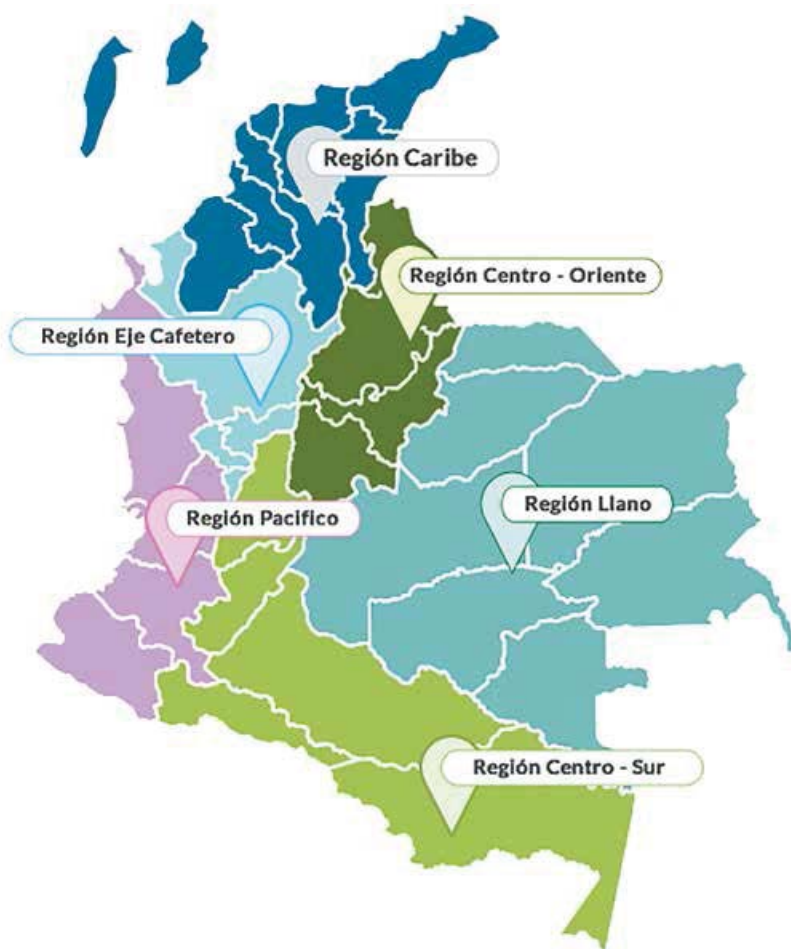 Región Caribe
Región Centro - Oriente
Región Eje Cafetero
Región Llano
Región Pacifico
Región Centro - Sur